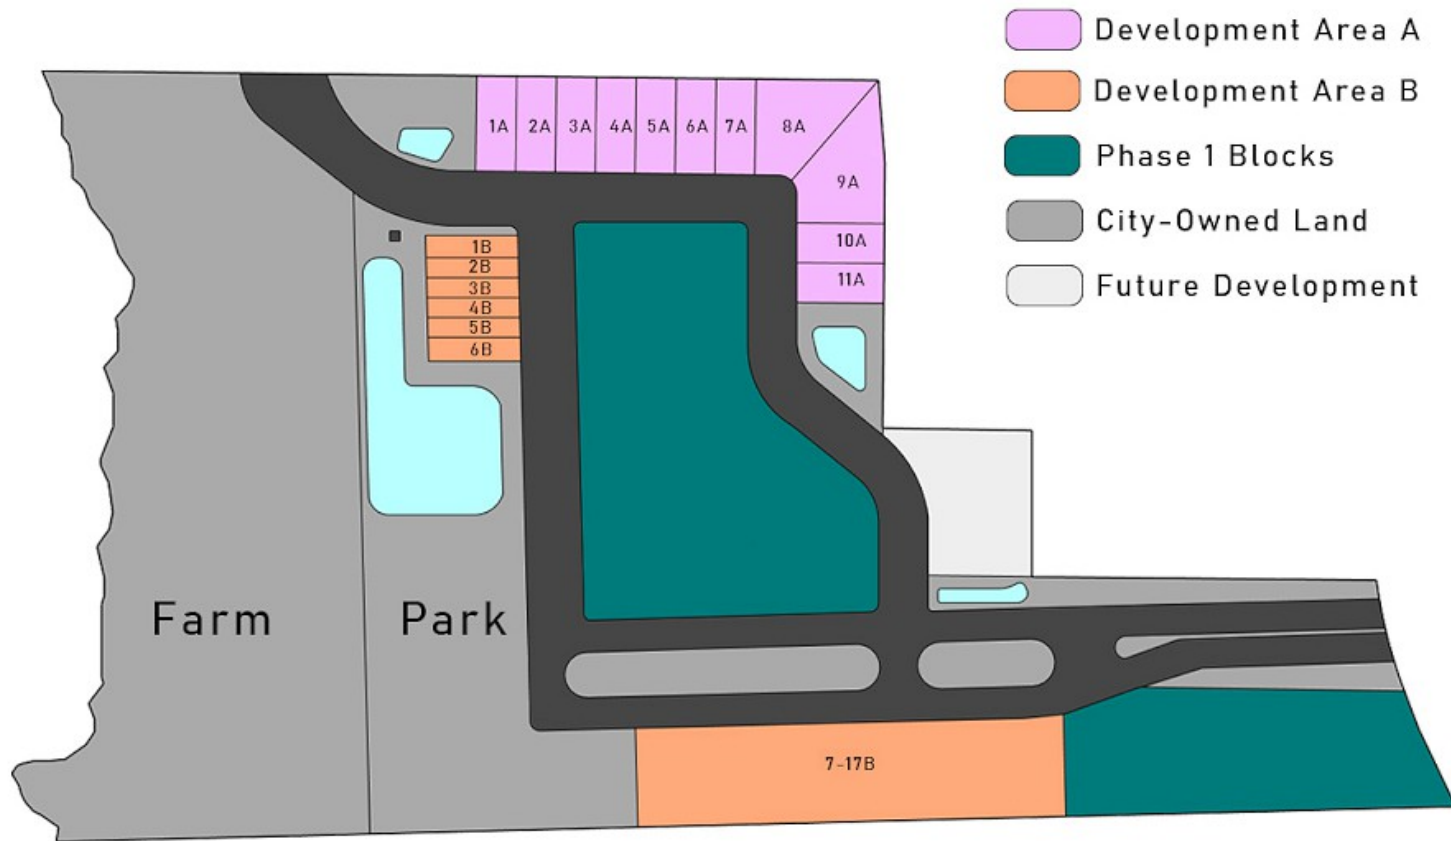 Development Area A
Development Area B
Phase 1 Blocks
City-Owned Land
Future Development
1A 2A 3A 4A 5A 6A 7A 8A
9A
10A
11A
1B
2B
3B
4B
5B
6B
Farm Park
7-17B